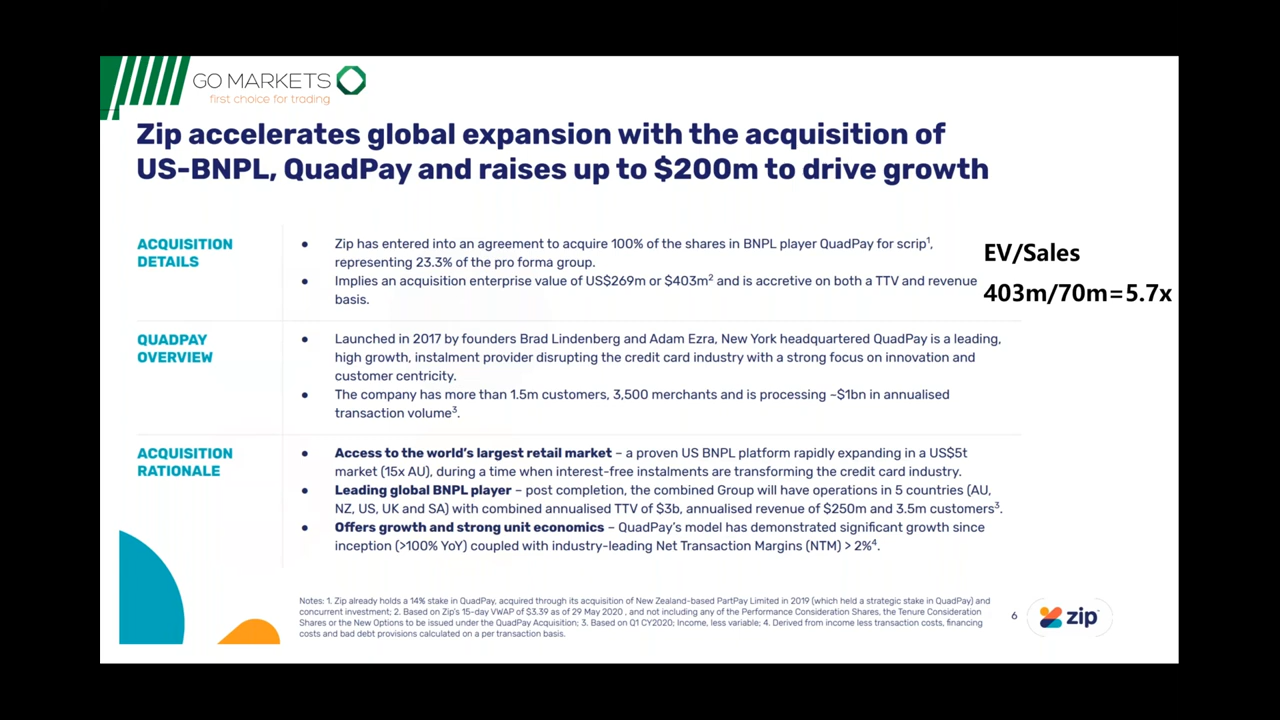 GO MARKETS
first choice for trading
Zip accelerates global expansion with the acquisition of
US-BNPL, QuadPay and raises up to $200m to drive growth
ACQUISITION
DETAILS
● Zip has entered into an agreement to acquire 100% of the shares in BNPL player QuadPay for scrip¹,
representing 23.3% of the pro forma group.
● Implies an acquisition enterprise value of US$269m or $403m² and is accretive on both a TTV and revenue
basis.
EV/Sales
403m/70m=5.7x
QUADPAY
OVERVIEW
● Launched in 2017 by founders Brad Lindenberg and Adam Ezra, New York headquartered QuadPay is a leading,
high growth, instalment provider disrupting the credit card industry with a strong focus on innovation and
customer centricity.
● The company has more than 1.5m customers, 3,500 merchants and is processing ~$1bn in annualised
transaction volume³.
ACQUISITION
RATIONALE
● Access to the world's largest retail market – a proven US BNPL platform rapidly expanding in a US$5t
market (15x AU), during a time when interest-free instalments are transforming the credit card industry.
● Leading global BNPL player – post completion, the combined Group will have operations in 5 countries (AU,
NZ, US, UK and SA) with combined annualised TTV of $3b, annualised revenue of $250m and 3.5m customers³.
● Offers growth and strong unit economics – QuadPay's model has demonstrated significant growth since
inception (>100% YoY) coupled with industry-leading Net Transaction Margins (NTM) > 2%⁴.
Notes: 1. Zip already holds a 14% stake in QuadPay, acquired through its acquisition of New Zealand-based PartPay Limited in 2019 (which held a strategic stake in QuadPay) and
concurrent investment; 2. Based on Zip's 15-day VWAP of $3.39 as of 29 May 2020 , and not including any of the Performance Consideration Shares, the Tenure Consideration
Shares or the New Options to be issued under the QuadPay Acquisition; 3. Based on Q1 CY2020; Income, less variable; 4. Derived from income less transaction costs, financing
costs and bad debt provisions calculated on a per transaction basis.
6
zip